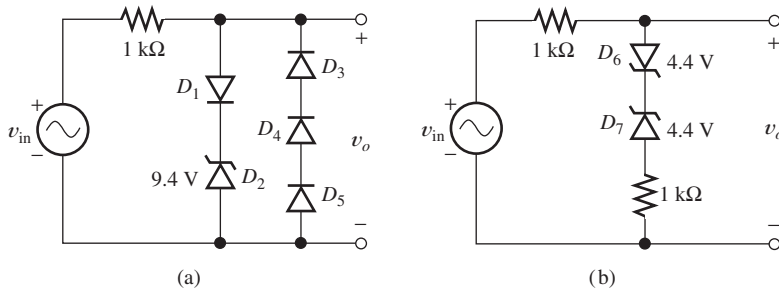 1 kΩ
D1
D3
D4
D5
vin
+
−
9.4 V
D2
+
vo
−
(a)
1 kΩ
D6
4.4 V
D7
4.4 V
1 kΩ
vin
+
−
+
vo
−
(b)